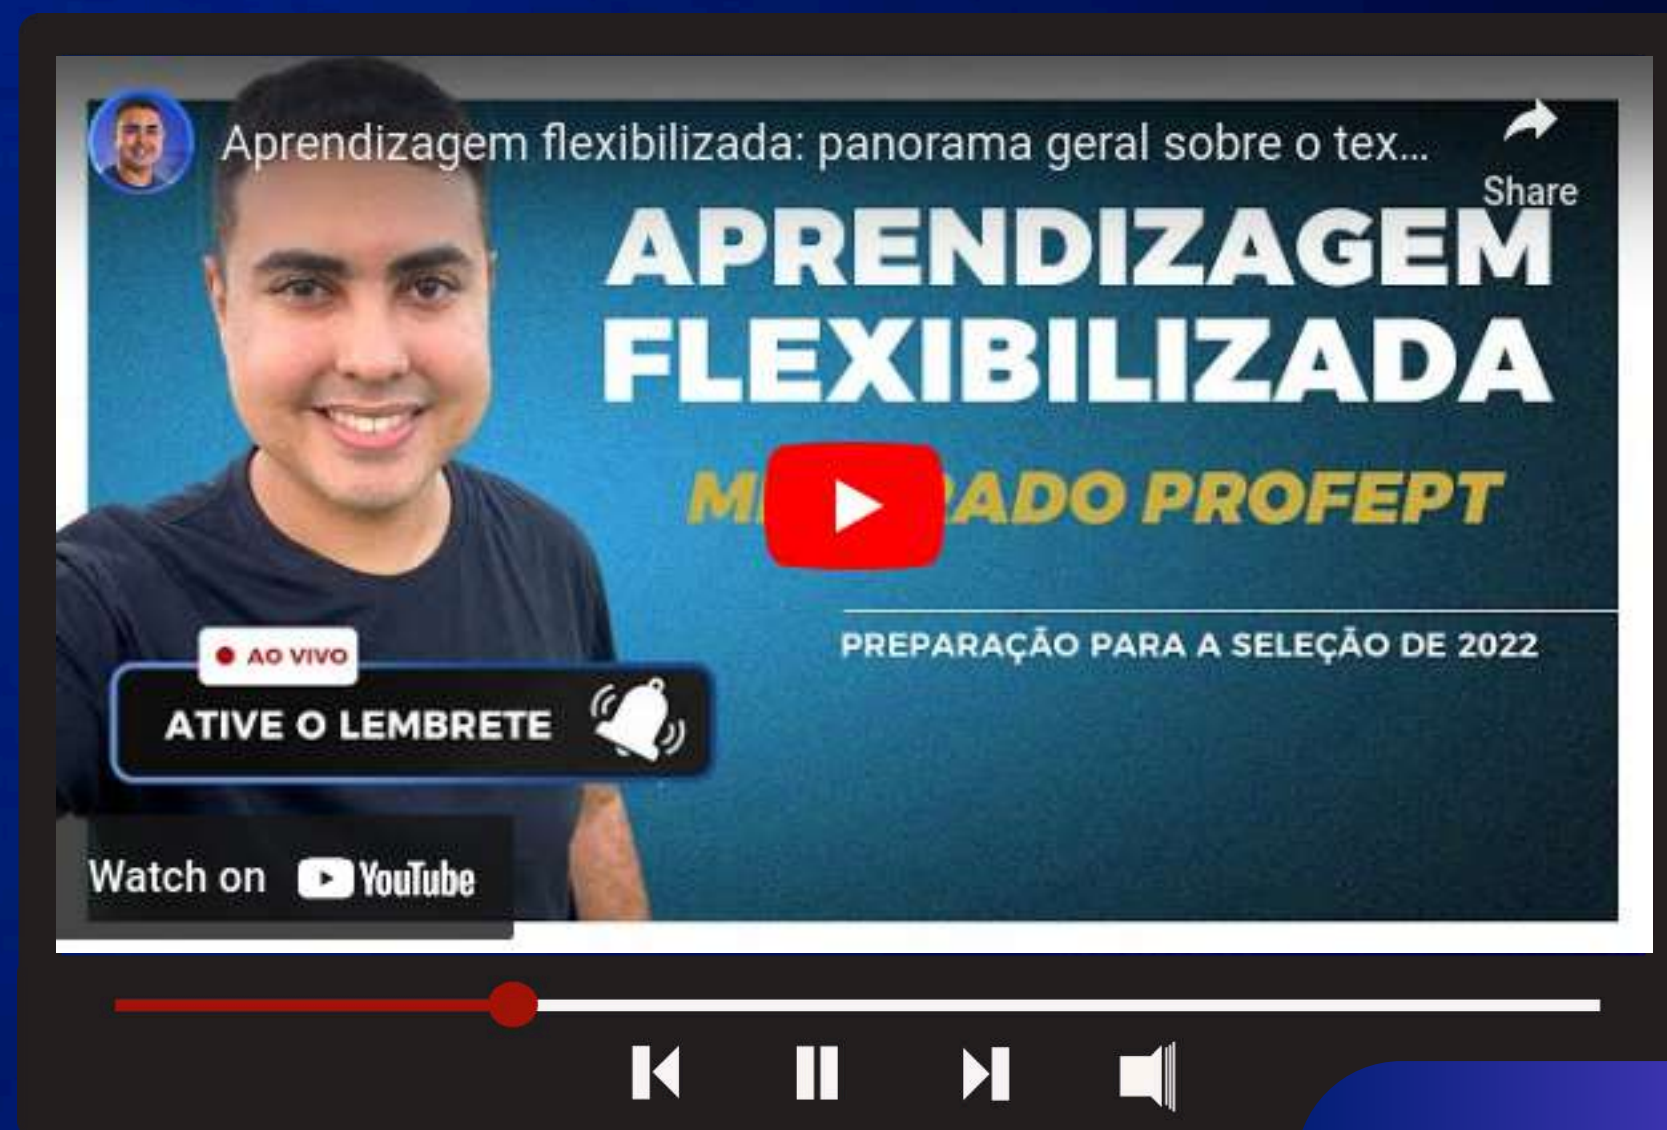 Aprendizagem flexibilizada: panorama geral sobre o tex...
Share
APRENDIZAGEM
FLEXIBILIZADA
ADO PROFEPT
PREPARAÇÃO PARA A SELEÇÃO DE 2022
AO VIVO
ATIVE O LEMBRETE
Watch on YouTube